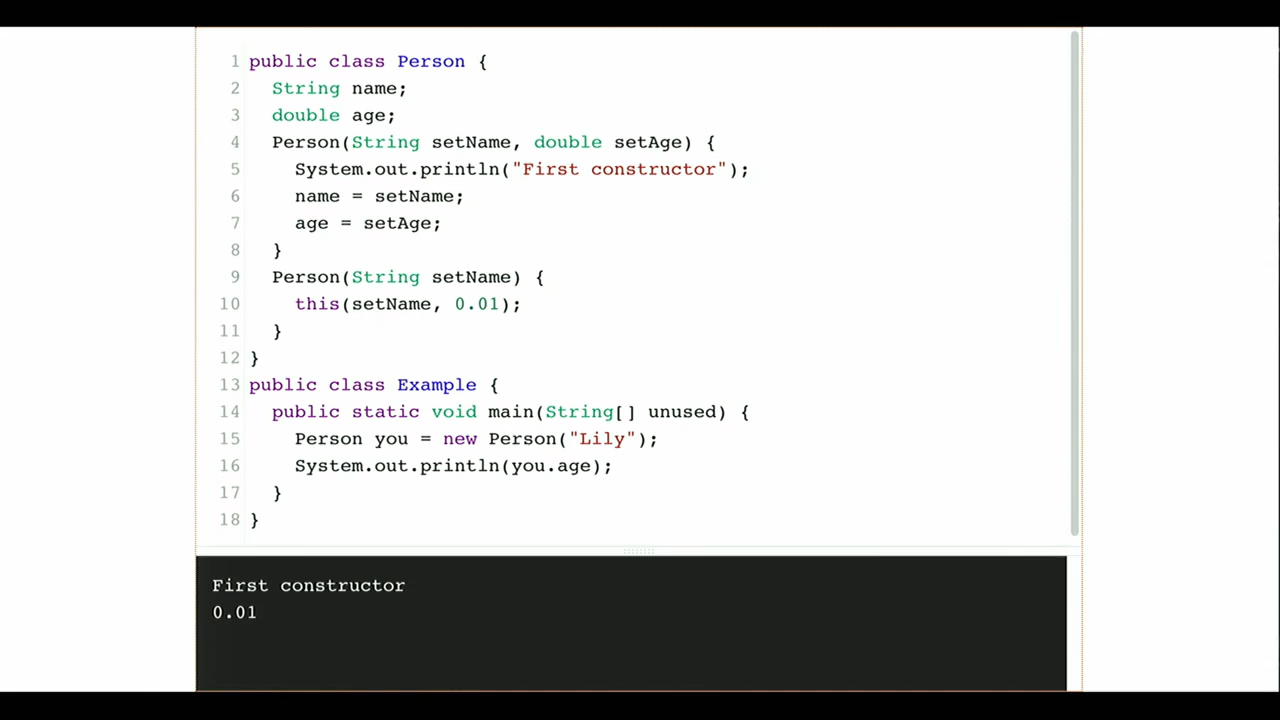 1 public class Person {
2 String name;
3 double age;
4 Person(String setName, double setAge) {
5 System.out.println("First constructor");
6 name = setName;
7 age = setAge;
8 }
9 Person(String setName) {
10 this(setName, 0.01);
11 }
12 }
13 public class Example {
14 public static void main(String[] unused) {
15 Person you = new Person("Lily");
16 System.out.println(you.age);
17 }
18 }
First constructor
0.01